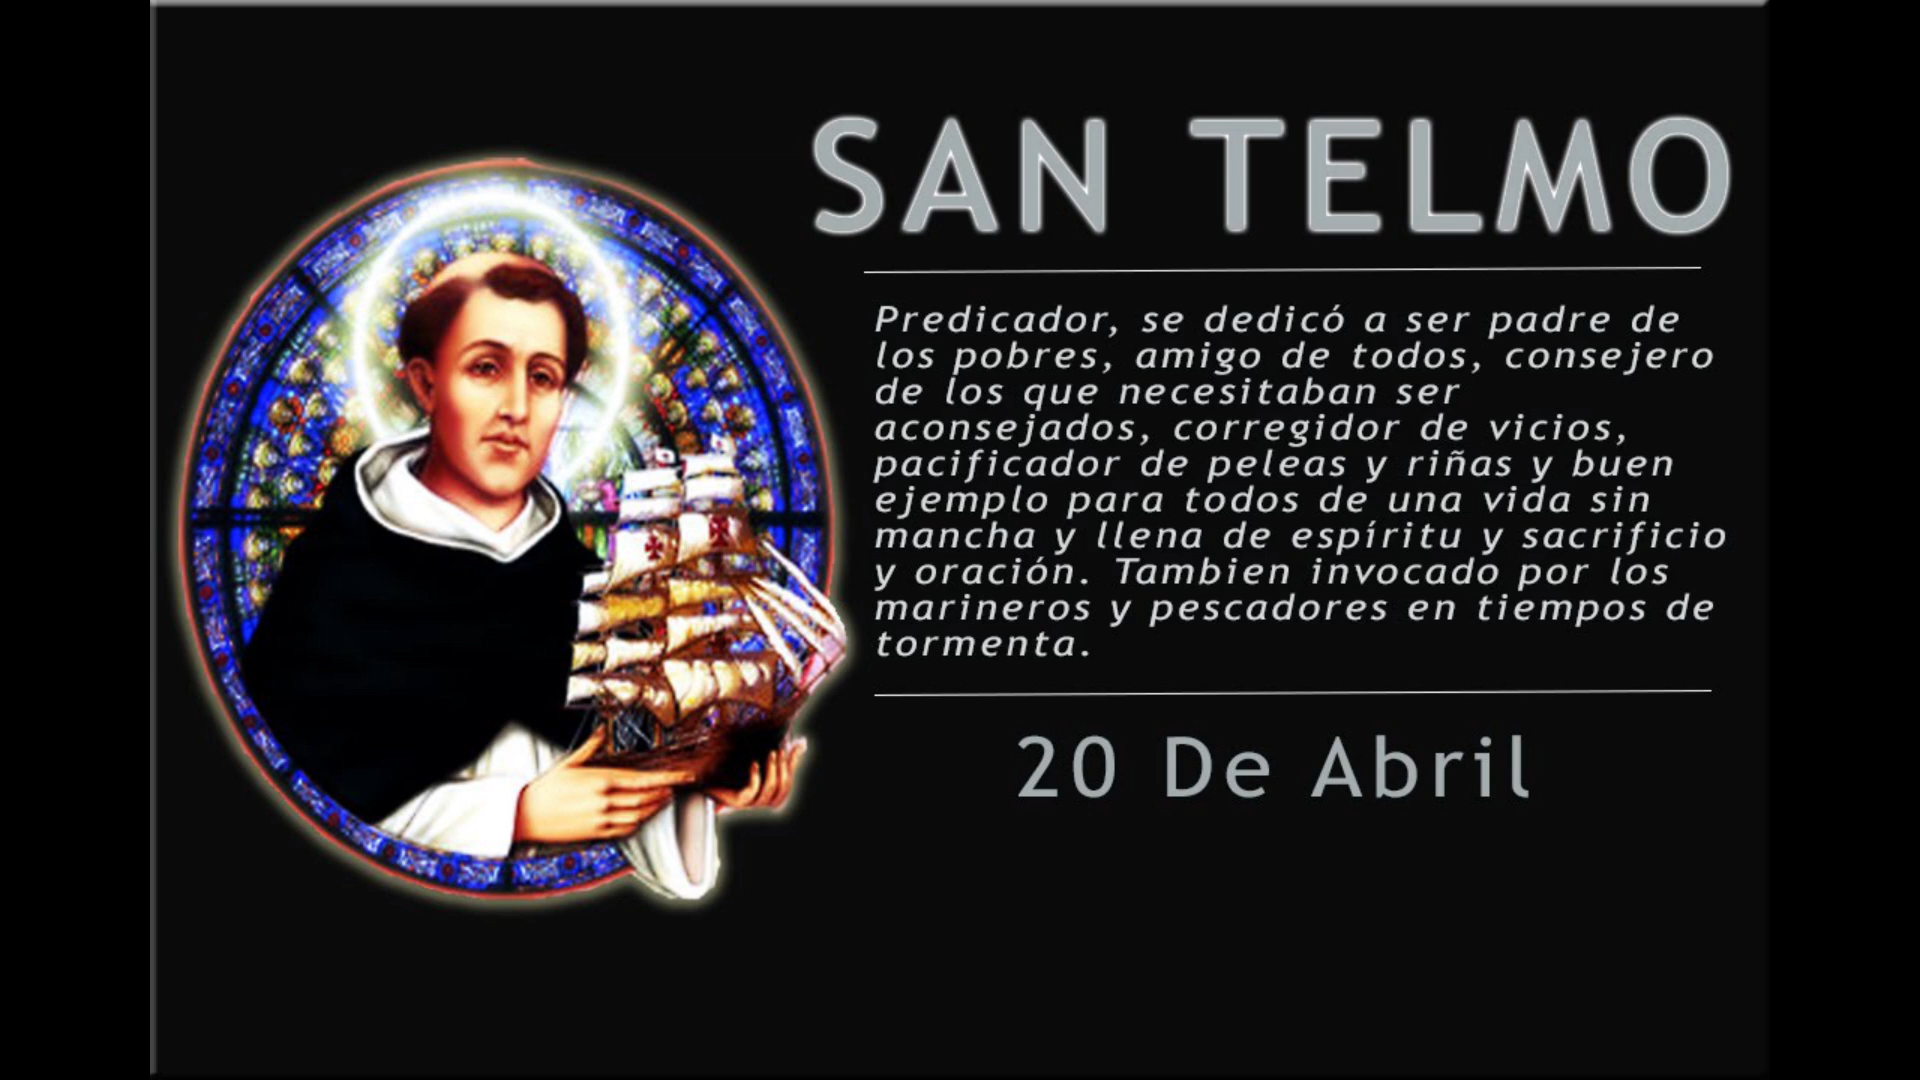 SAN TELMO
Predicador, se dedicó a ser padre de
los pobres, amigo de todos, consejero
de los que necesitaban ser
aconsejados, corregidor de vicios,
pacificador de peleas y riñas y buen
ejemplo para todos de una vida sin
mancha y llena de espíritu y sacrificio
y oración. Tambien invocado por los
marineros y pescadores en tiempos de
tormenta.
20 De Abril